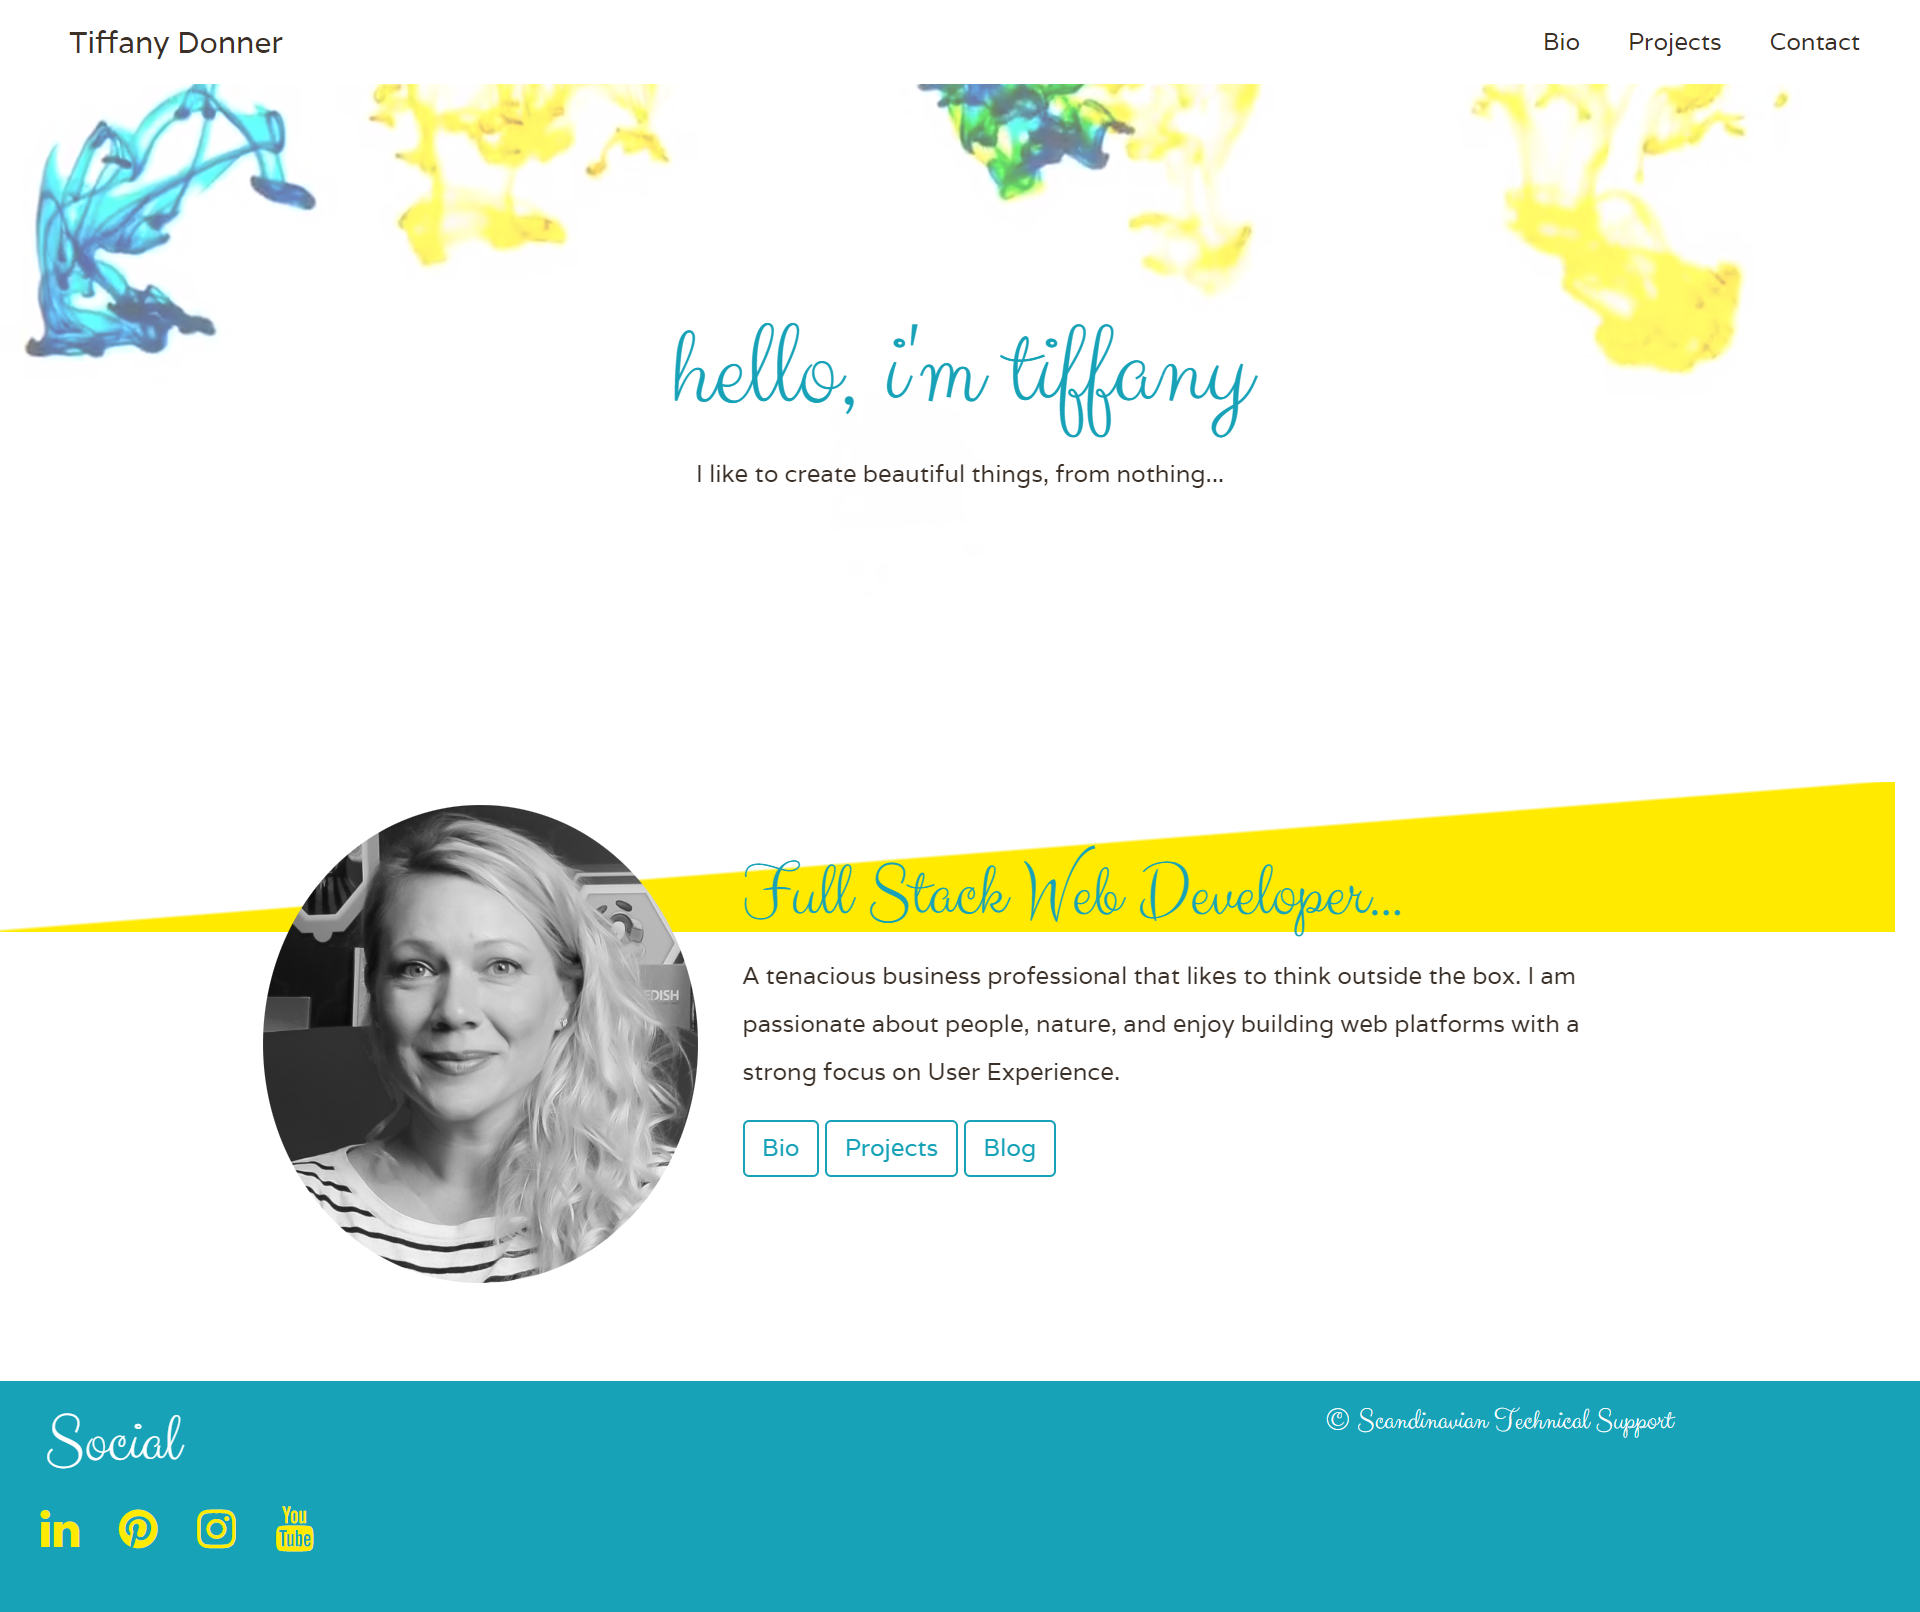 Tiffany Donner
Bio Projects Contact
hello, i'm tiffany
I like to create beautiful things, from nothing...
Full Stack Web Developer...
A tenacious business professional that likes to think outside the box. I am
passionate about people, nature, and enjoy building web platforms with a
strong focus on User Experience.
Bio Projects Blog
EDISH
Social
© Scandinavian Technical Support
in
You
Tube